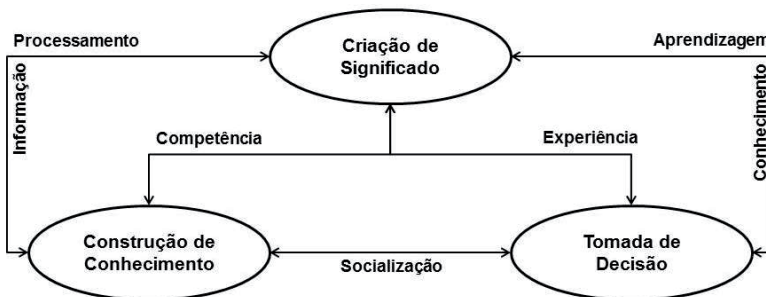 Processamento
Criação de
Significado
Aprendizagem
Informação
Conhecimento
Competência
Experiência
Construção de
Conhecimento
Socialização
Tomada de
Decisão